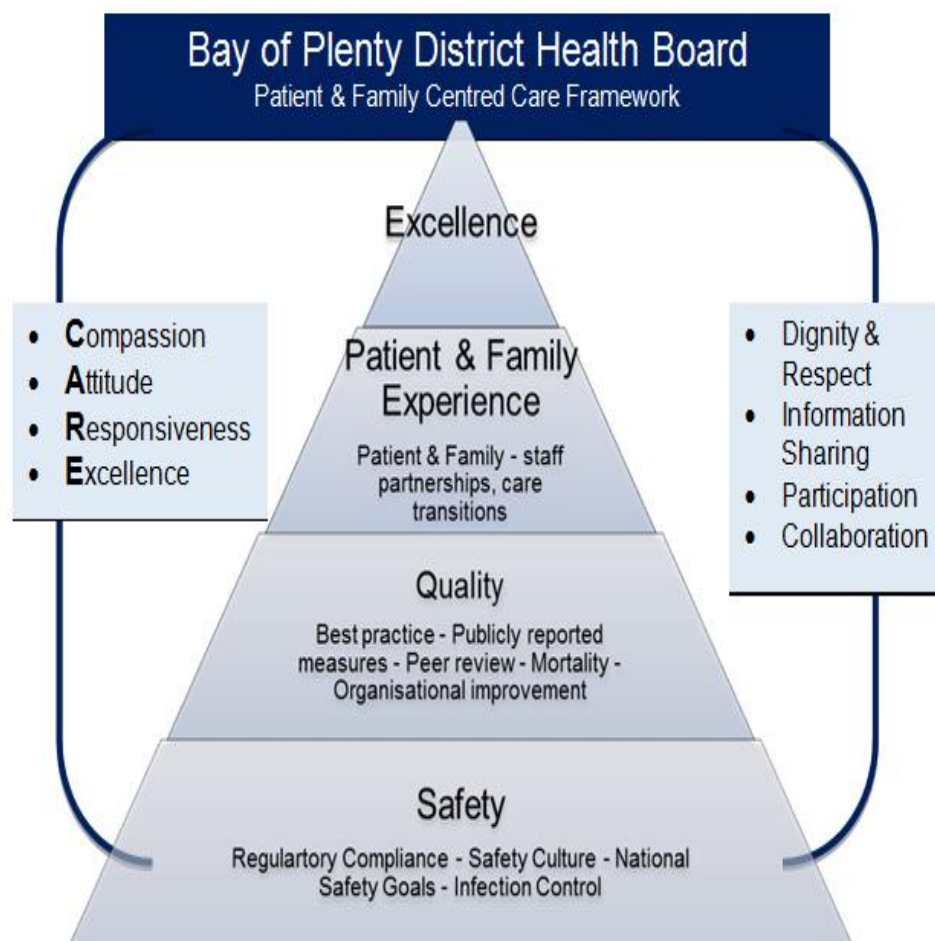 Bay of Plenty District Health Board
Patient & Family Centred Care Framework
Excellence
• Compassion
• Attitude
• Responsiveness
• Excellence
Patient & Family
Experience
Patient & Family - staff
partnerships, care
transitions
• Dignity &
Respect
• Information
Sharing
• Participation
• Collaboration
Quality
Best practice - Publicly reported
measures - Peer review - Mortality -
Organisational improvement
Safety
Regulartory Compliance - Safety Culture - National
Safety Goals - Infection Control